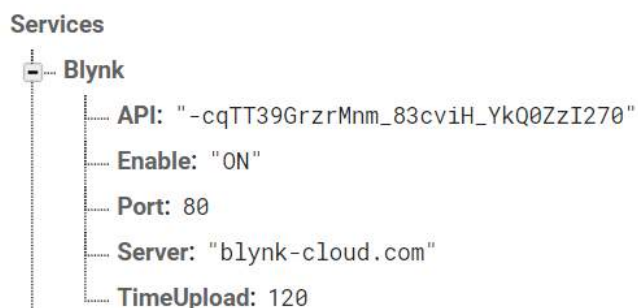 Services
Blynk
API: "-cqTT39GrzrMnm_83cviH_YkQ0ZzI270"
Enable: "ON"
Port: 80
Server: "blynk-cloud.com"
TimeUpload: 120